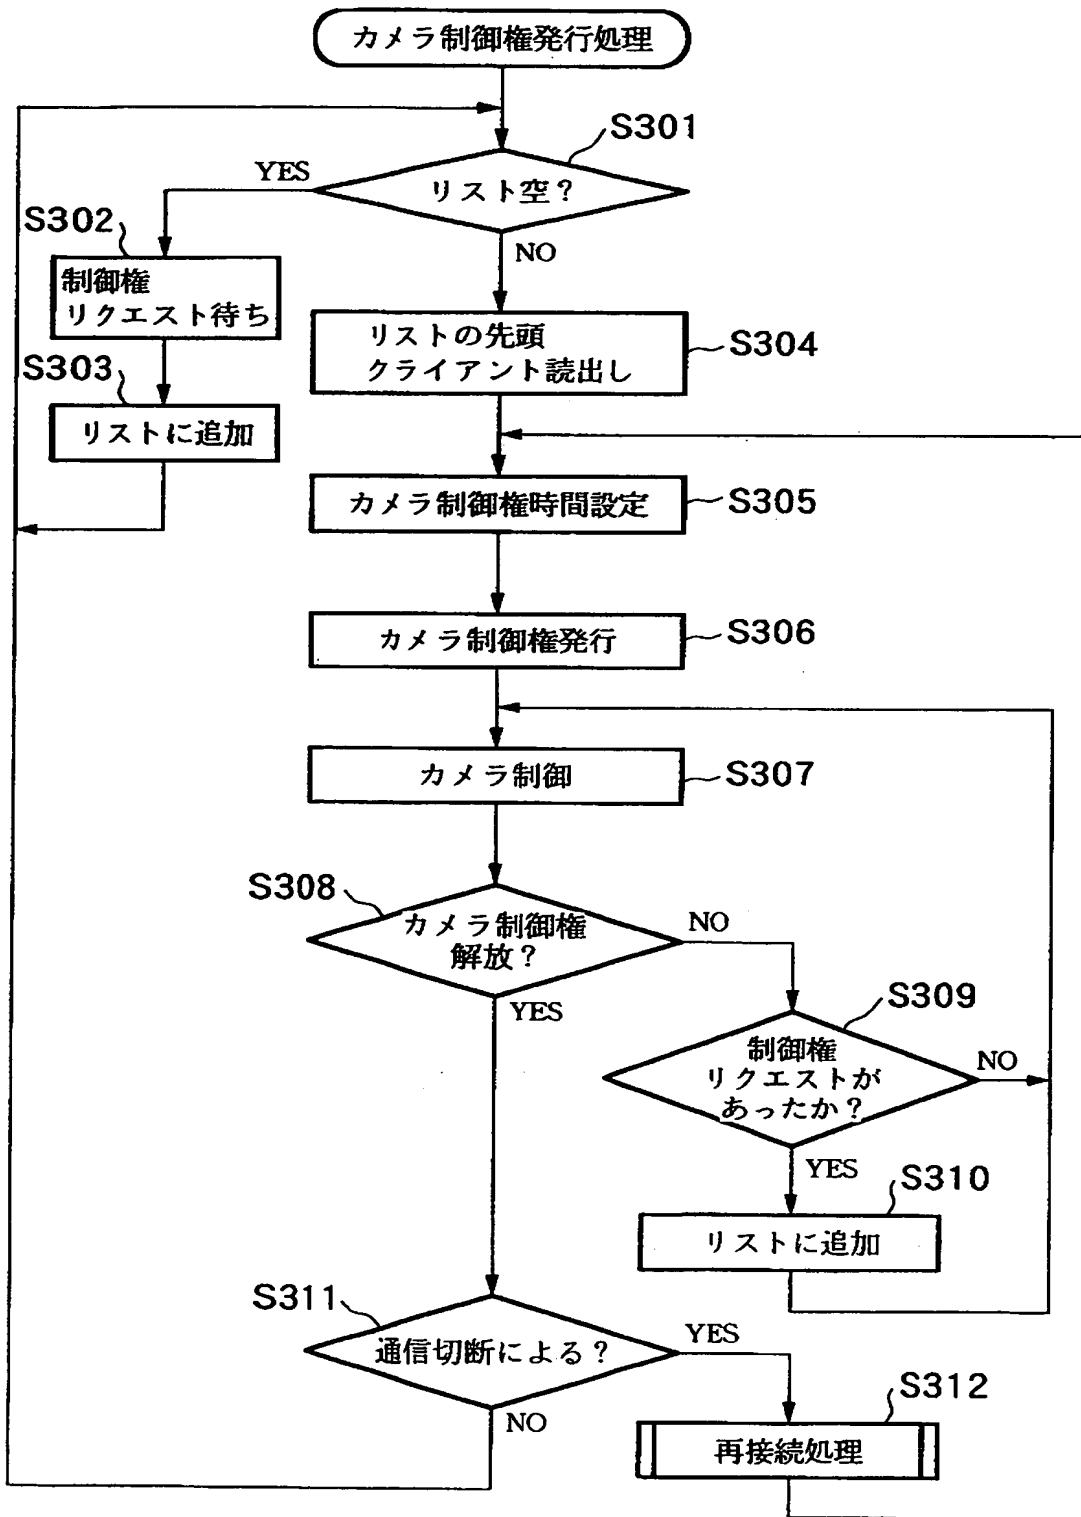 カメラ制御権発行処理
S301
YES
リスト空?
NO
S302
制御権
リクエスト待ち
S303
リストに追加
リストの先頭
クライアント読出し
S304
カメラ制御権時間設定
S305
カメラ制御権発行
S306
カメラ制御
S307
S308
カメラ制御権
解放?
NO
YES
S309
制御権
リクエストが
あったか?
NO
YES
S310
リストに追加
S311
通信切断による?
YES
NO
S312
再接続処理